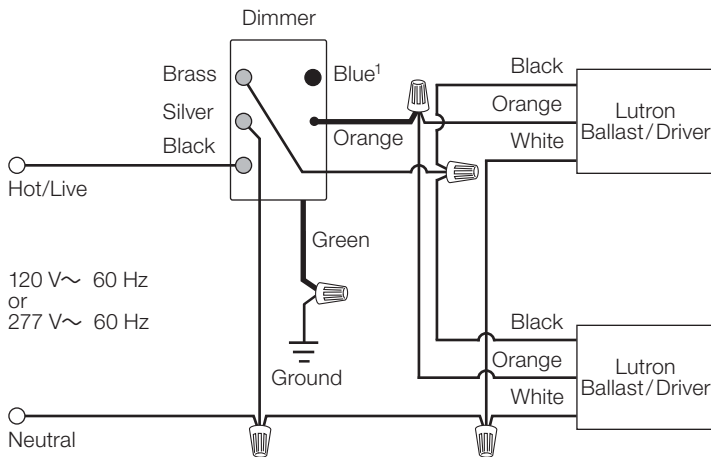 Dimmer
Brass
Blue¹
Silver
Orange
Black
Hot/Live
Green
120 V～ 60 Hz
or
277 V～ 60 Hz
Ground
Neutral
Black
Orange
White
Lutron
Ballast/Driver
Black
Orange
White
Lutron
Ballast/Driver